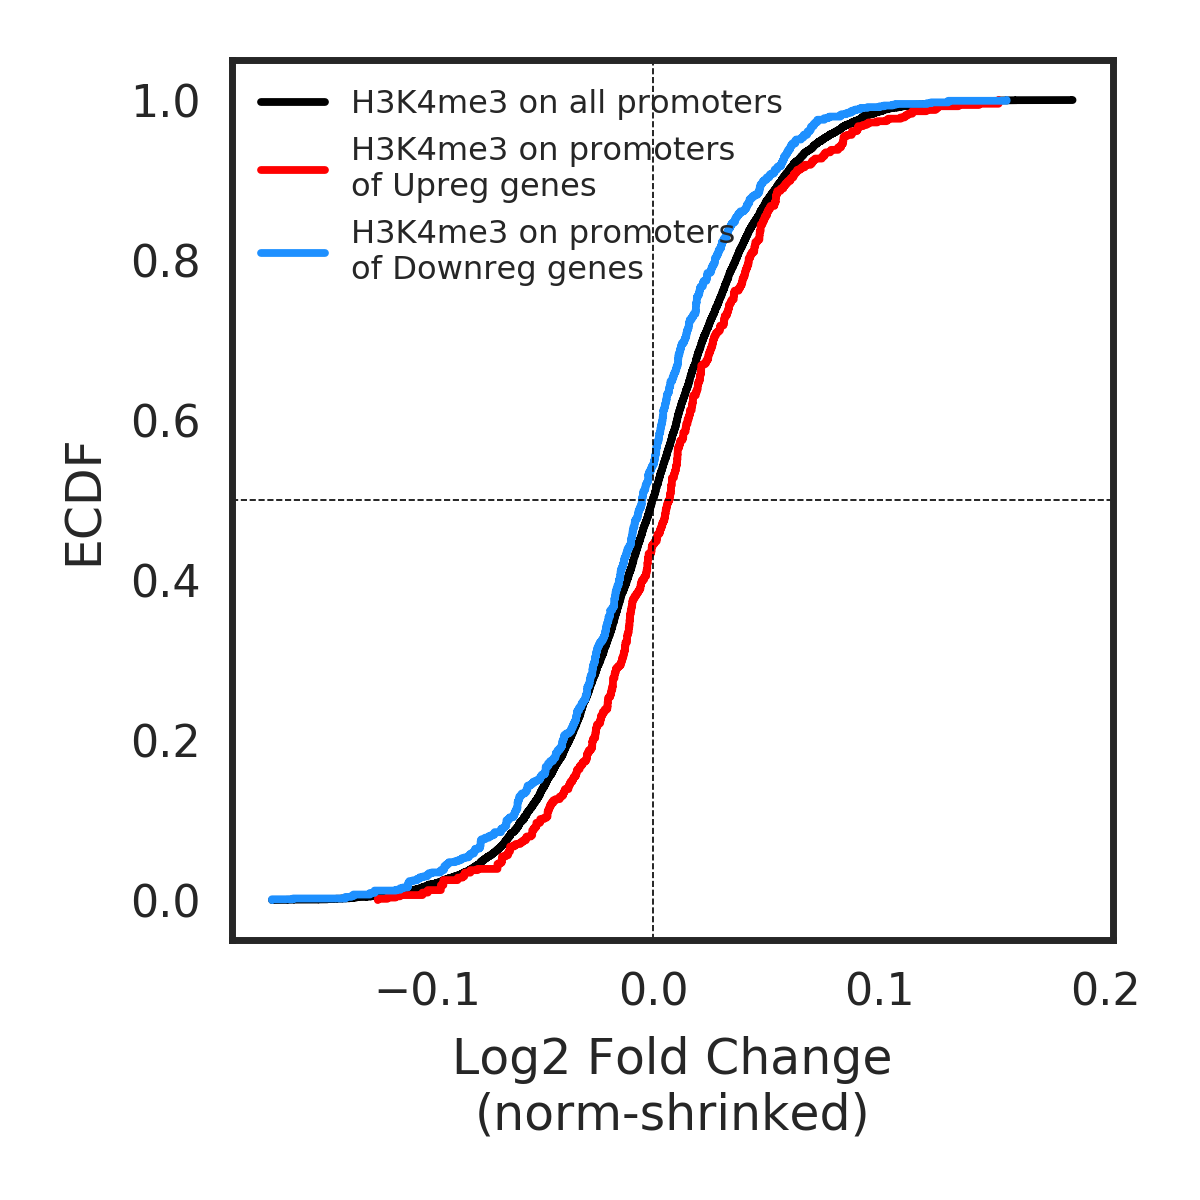 H3K4me3 on all promoters
H3K4me3 on promoters
of Upreg genes
H3K4me3 on promoters
of Downreg genes
1.0
0.8
0.6
0.4
0.2
0.0
ECDF
−0.1
0.0
0.1
0.2
Log2 Fold Change
(norm-shrinked)